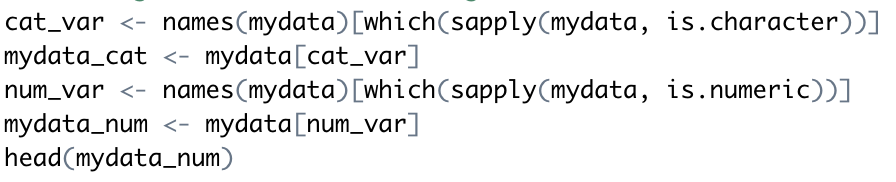 cat_var <- names(mydata)[which(sapply(mydata, is.character))]
mydata_cat <- mydata[cat_var]
num_var <- names(mydata)[which(sapply(mydata, is.numeric))]
mydata_num <- mydata[num_var]
head(mydata_num)